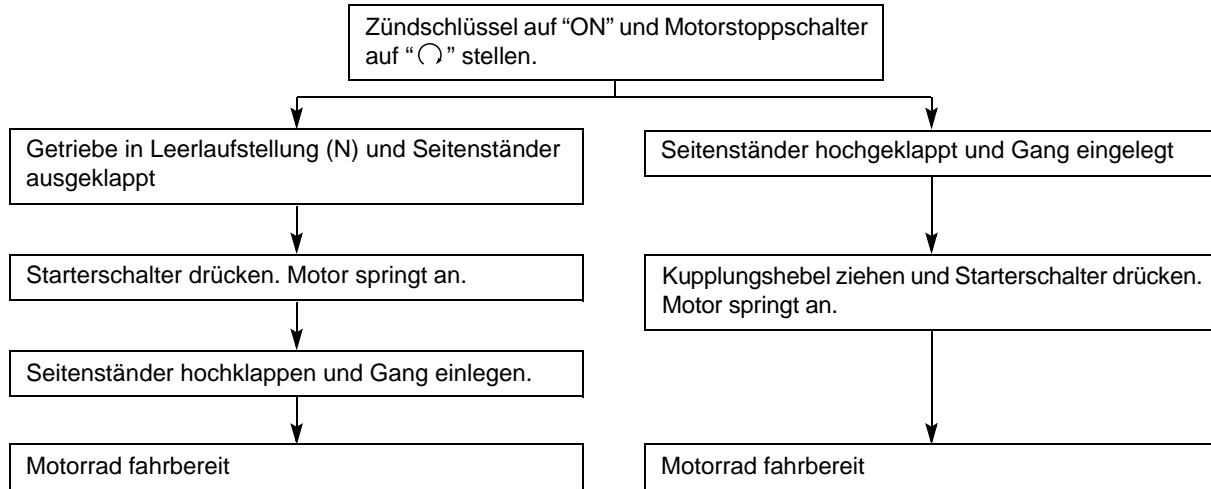 Zündschlüssel auf “ON” und Motorstoppschalter
auf “ ” stellen.
Getriebe in Leerlaufstellung (N) und Seitenständer
ausgeklappt
Starterschalter drücken. Motor springt an.
Seitenständer hochklappen und Gang einlegen.
Motorrad fahrbereit
Seitenständer hochgeklappt und Gang eingelegt
Kupplungshebel ziehen und Starterschalter drücken.
Motor springt an.
Motorrad fahrbereit